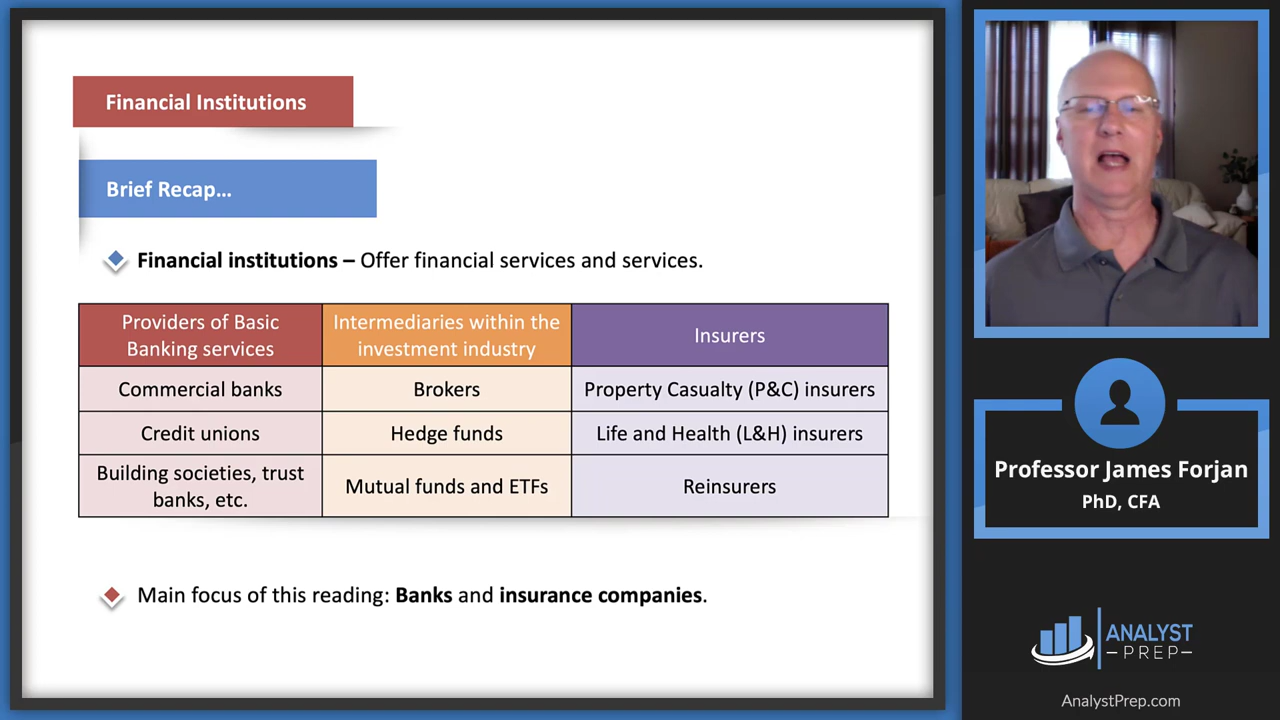 Financial Institutions
Brief Recap...
Financial institutions – Offer financial services and services.
Providers of Basic
Banking services
Intermediaries within the
investment industry
Insurers
Commercial banks
Brokers
Property Casualty (P&C) insurers
Credit unions
Hedge funds
Life and Health (L&H) insurers
Building societies, trust
banks, etc.
Mutual funds and ETFs
Reinsurers
Main focus of this reading: Banks and insurance companies.
Professor James Forjan
PhD, CFA
ANALYST
–PREP–
AnalystPrep.com